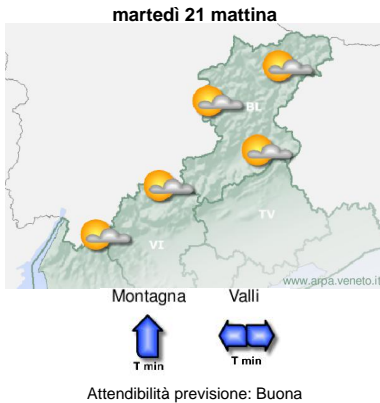 martedì 21 mattina
BL
TV
VI
www.arpa.veneto.it
Montagna Valli
T min T min
Attendibilità previsione: Buona